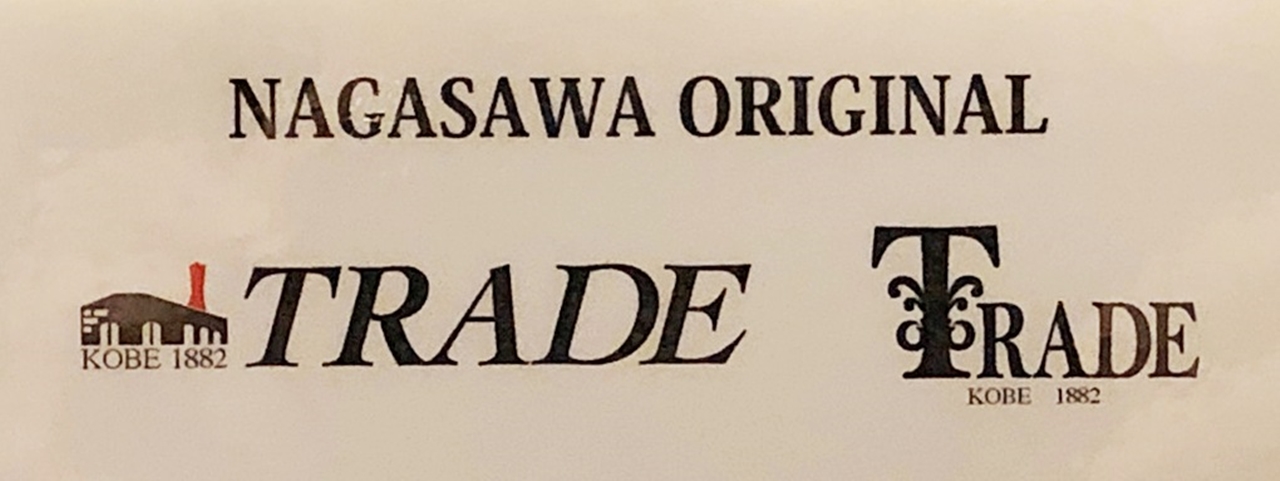 NAGASAWA ORIGINAL
TRADE
KOBE 1882
TRADE
KOBE 1882